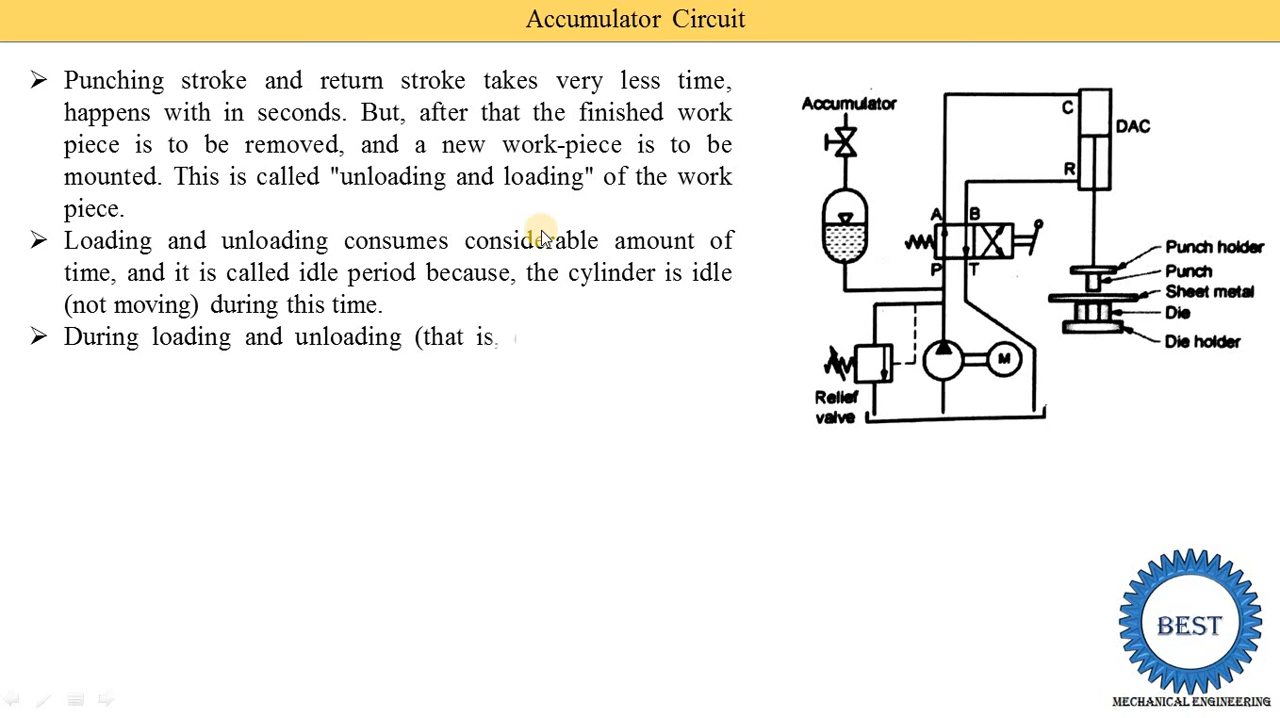 Accumulator Circuit
➢ Punching stroke and return stroke takes very less time,
happens with in seconds. But, after that the finished work
piece is to be removed, and a new work-piece is to be
mounted. This is called "unloading and loading" of the work
piece.
➢ Loading and unloading consumes considerable amount of
time, and it is called idle period because, the cylinder is idle
(not moving) during this time.
➢ During loading and unloading (that is,
Accumulator
C
DAC
R
A B
P T
Punch holder
Punch
Sheet metal
Die
Die holder
M
Relief
valve
BEST
MECHANICAL ENGINEERING